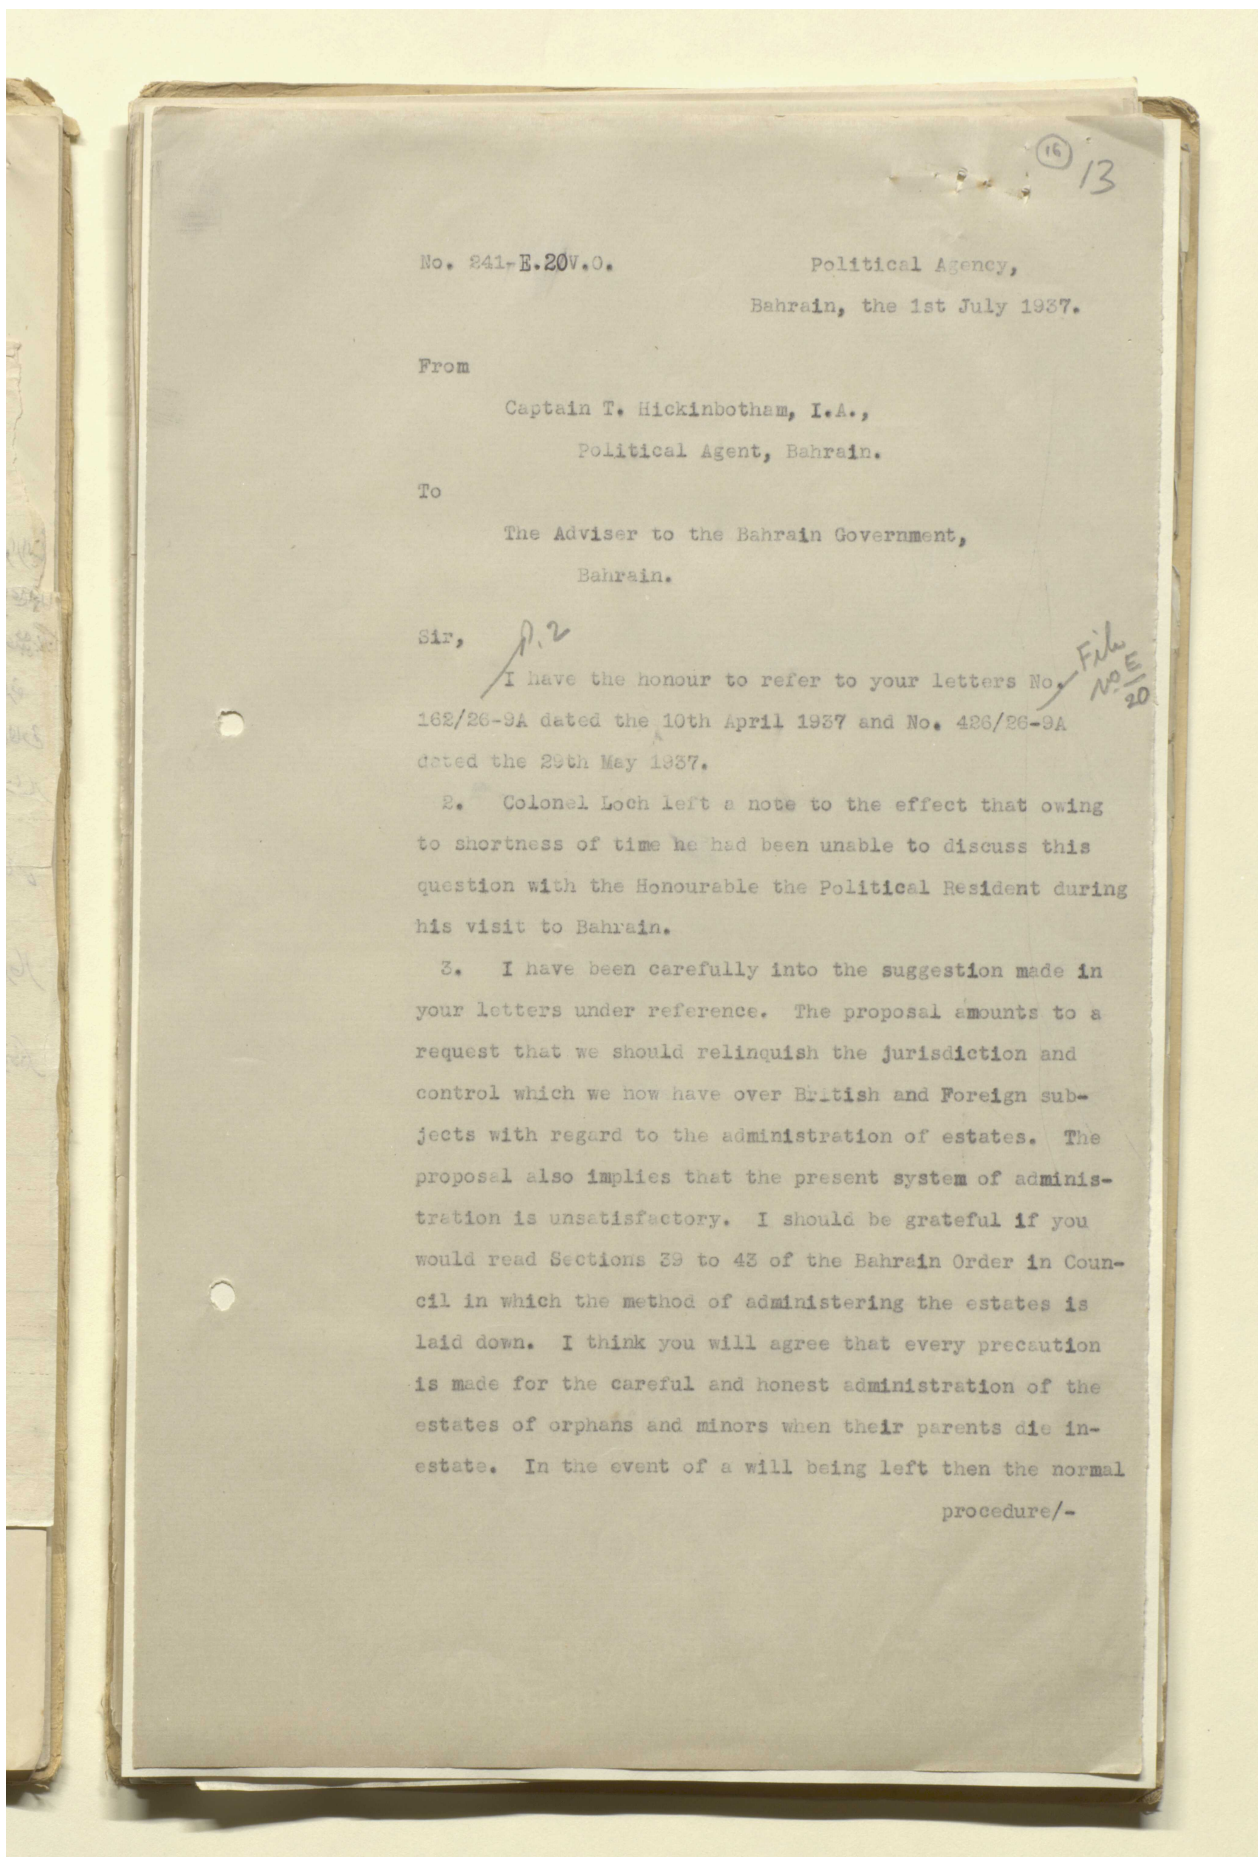 16
13
No. 241-E.20V.O.
Political Agency,
Bahrain, the 1st July 1937.
From
Captain T. Hickinbotham, I.A.,
Political Agent, Bahrain.
To
The Adviser to the Bahrain Government,
Bahrain.
Sir,
p.2
File
No E/20
I have the honour to refer to your letters No.
162/26-9A dated the 10th April 1937 and No. 426/26-9A
dated the 29th May 1937.
2. Colonel Loch left a note to the effect that owing
to shortness of time he had been unable to discuss this
question with the Honourable the Political Resident during
his visit to Bahrain.
3. I have been carefully into the suggestion made in
your letters under reference. The proposal amounts to a
request that we should relinquish the jurisdiction and
control which we now have over British and Foreign sub-
jects with regard to the administration of estates. The
proposal also implies that the present system of adminis-
tration is unsatisfactory. I should be grateful if you
would read Sections 39 to 43 of the Bahrain Order in Coun-
cil in which the method of administering the estates is
laid down. I think you will agree that every precaution
is made for the careful and honest administration of the
estates of orphans and minors when their parents die in-
estate. In the event of a will being left then the normal
procedure/-